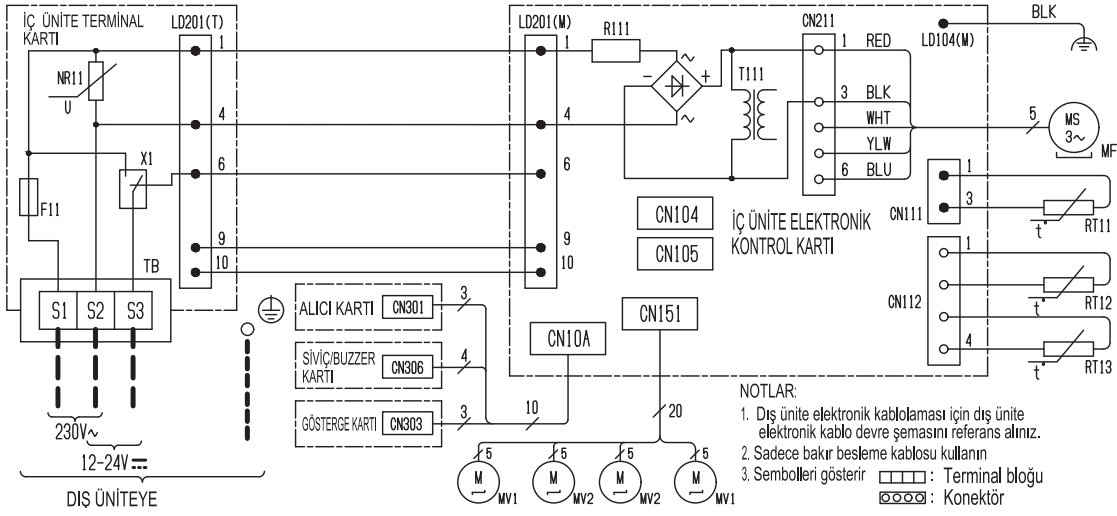 İÇ ÜNİTE TERMİNAL
KARTI
LD201(T)
LD201(M)
R111
CN211
BLK
LD104(M)
1
1
1
RED
NR11
U
T111
~
~
-
+
3
BLK
WHT
YLW
6
BLU
5
MS
3~
MF
4
4
X1
6
6
F11
CN104
CN105
İÇ ÜNİTE ELEKTRONİK
KONTROL KARTI
CN111
1
3
t°
RT11
9
10
9
10
TB
S1
S2
S3
CN112
1
4
t°
RT12
t°
RT13
ALICI KARTI
CN301
3
SİVİÇ/BUZZER
KARTI
CN306
4
GÖSTERGE KARTI
CN303
3
10
CN10A
CN151
20
5
5
5
5
M
M
M
M
MV1
MV2
MV2
MV1
230V~
12-24V
DIŞ ÜNİTEYE
NOTLAR:
1. Dış ünite elektronik kablolaması için dış ünite
elektronik kablo devre şemasını referans alınız.
2. Sadece bakır besleme kablosu kullanın
3. Sembolleri gösterir
: Terminal bloğu
: Konektör